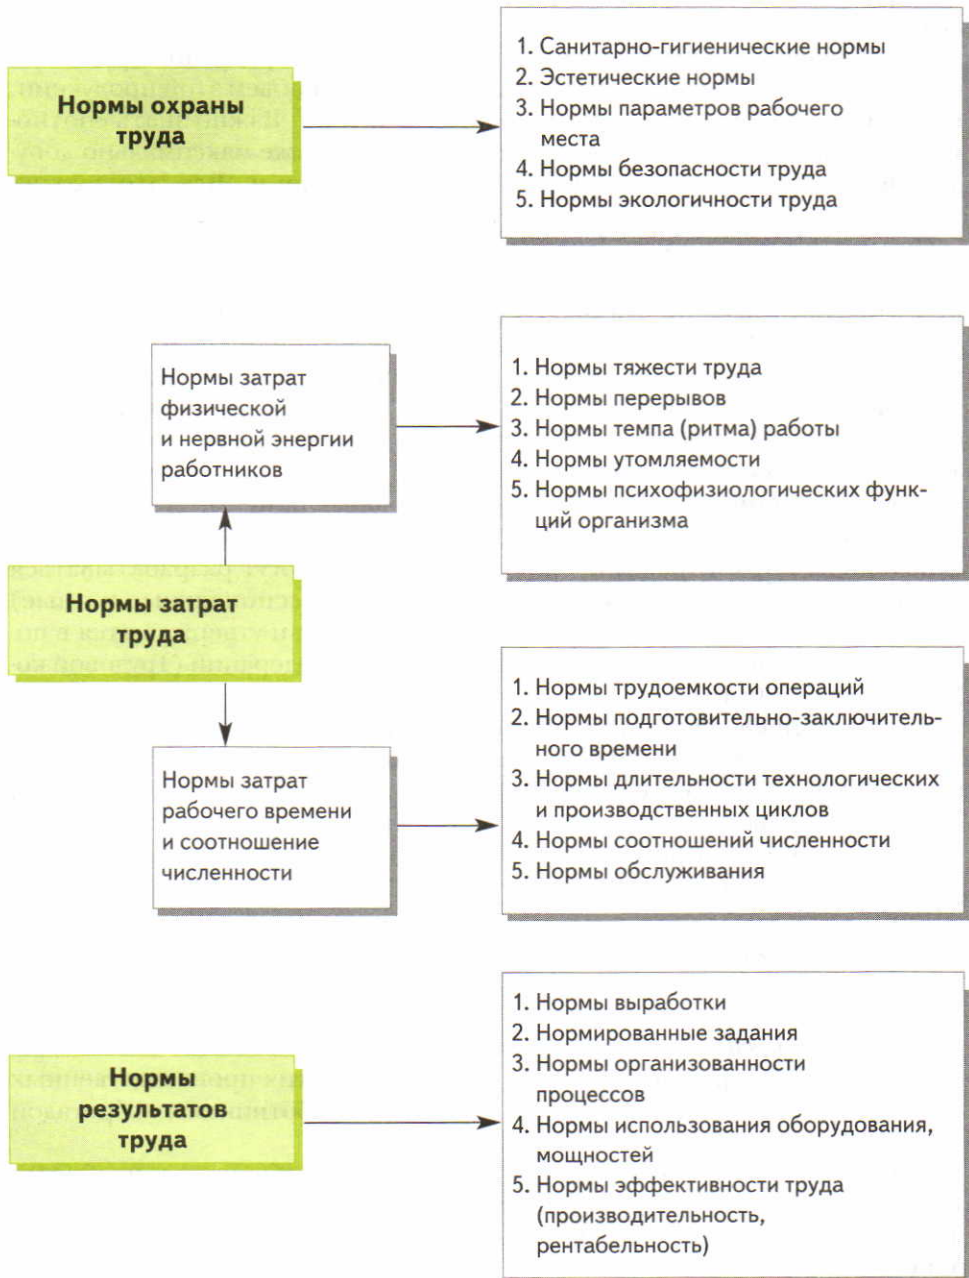 Нормы охраны
труда
1. Санитарно-гигиенические нормы
2. Эстетические нормы
3. Нормы параметров рабочего
места
4. Нормы безопасности труда
5. Нормы экологичности труда
Нормы затрат
физической
и нервной энергии
работников
1. Нормы тяжести труда
2. Нормы перерывов
3. Нормы темпа (ритма) работы
4. Нормы утомляемости
5. Нормы психофизиологических функ-
ций организма
Нормы затрат
труда
Нормы затрат
рабочего времени
и соотношение
численности
1. Нормы трудоемкости операций
2. Нормы подготовительно-заключитель-
ного времени
3. Нормы длительности технологических
и производственных циклов
4. Нормы соотношений численности
5. Нормы обслуживания
Нормы
результатов
труда
1. Нормы выработки
2. Нормированные задания
3. Нормы организованности
процессов
4. Нормы использования оборудования,
мощностей
5. Нормы эффективности труда
(производительность,
рентабельность)